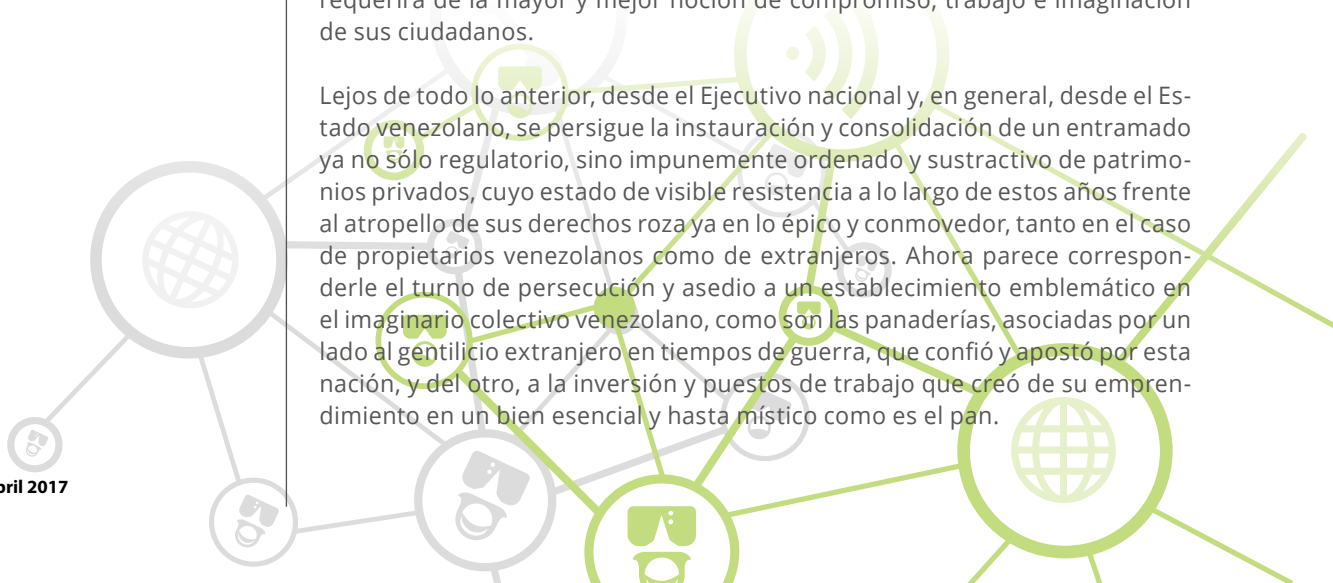 requerirá de la mayor y mejor noción de compromiso, trabajo e imaginación
de sus ciudadanos.
Lejos de todo lo anterior, desde el Ejecutivo nacional y, en general, desde el Es-
tado venezolano, se persigue la instauración y consolidación de un entramado
ya no sólo regulatorio, sino impunemente ordenado y sustractivo de patrimo-
nios privados, cuyo estado de visible resistencia a lo largo de estos años frente
al atropello de sus derechos roza ya en lo épico y conmovedor, tanto en el caso
de propietarios venezolanos como de extranjeros. Ahora parece correspon-
derle el turno de persecución y asedio a un establecimiento emblemático en
el imaginario colectivo venezolano, como son las panaderías, asociadas por un
lado al gentilicio extranjero en tiempos de guerra, que confió y apostó por esta
nación, y del otro, a la inversión y puestos de trabajo que creó de su empren-
dimiento en un bien esencial y hasta místico como es el pan.
bril 2017